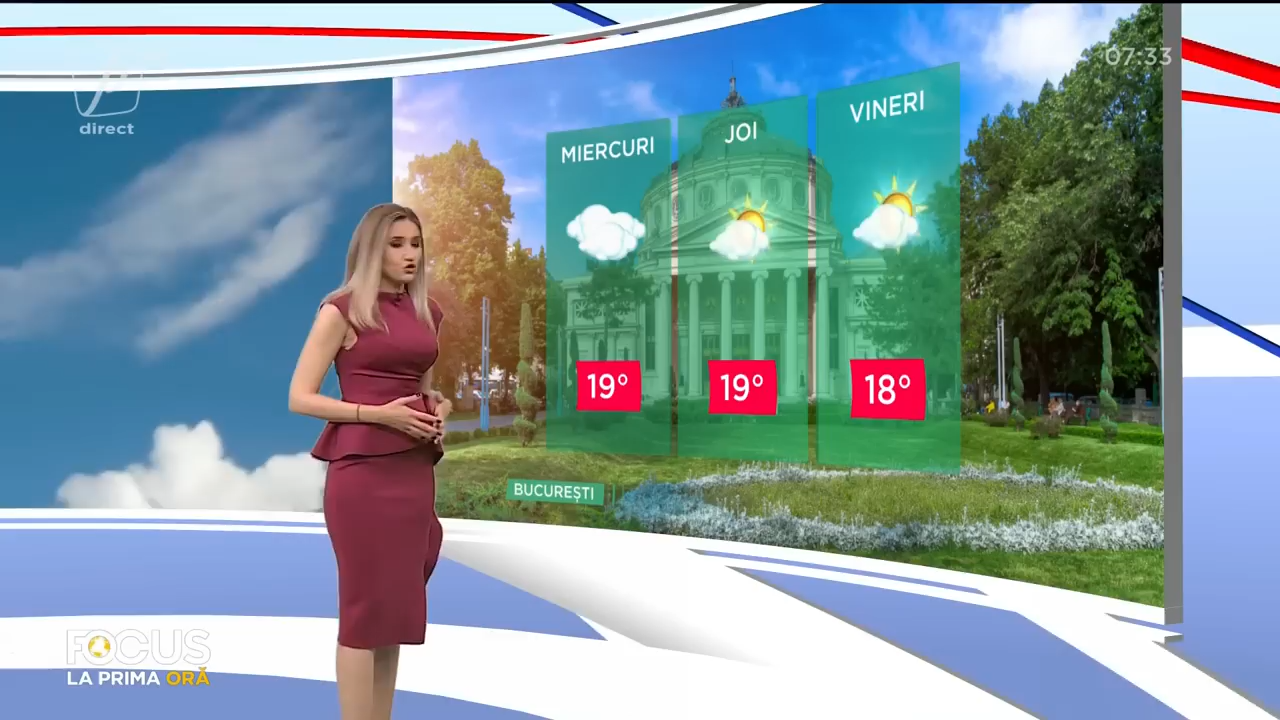 direct
07:33
MIERCURI
JOI
VINERI
19°
19°
18°
BUCUREȘTI
FOCUS
LA PRIMA ORĂ